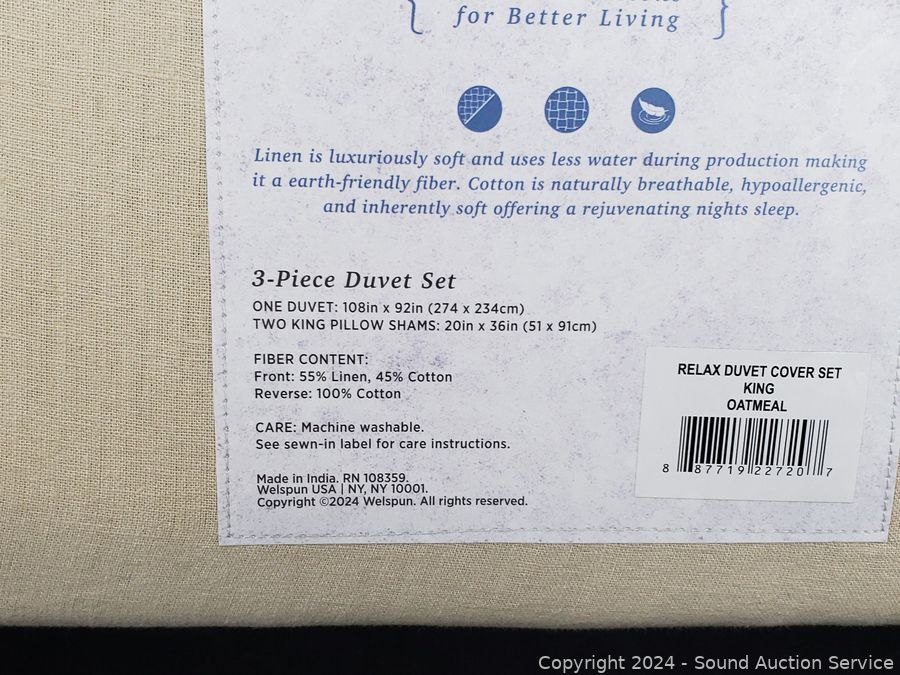 for Better Living
Linen is luxuriously soft and uses less water during production making
it a earth-friendly fiber. Cotton is naturally breathable, hypoallergenic,
and inherently soft offering a rejuvenating nights sleep.
3-Piece Duvet Set
ONE DUVET: 108in x 92in (274 x 234cm)
TWO KING PILLOW SHAMS: 20in x 36in (51 x 91cm)
FIBER CONTENT:
Front: 55% Linen, 45% Cotton
Reverse: 100% Cotton
CARE: Machine washable.
See sewn-in label for care instructions.
Made in India. RN 108359.
Welspun USA | NY, NY 10001.
Copyright ©2024 Welspun. All rights reserved.
RELAX DUVET COVER SET
KING
OATMEAL
8 87719 22720 7
Copyright 2024 - Sound Auction Service